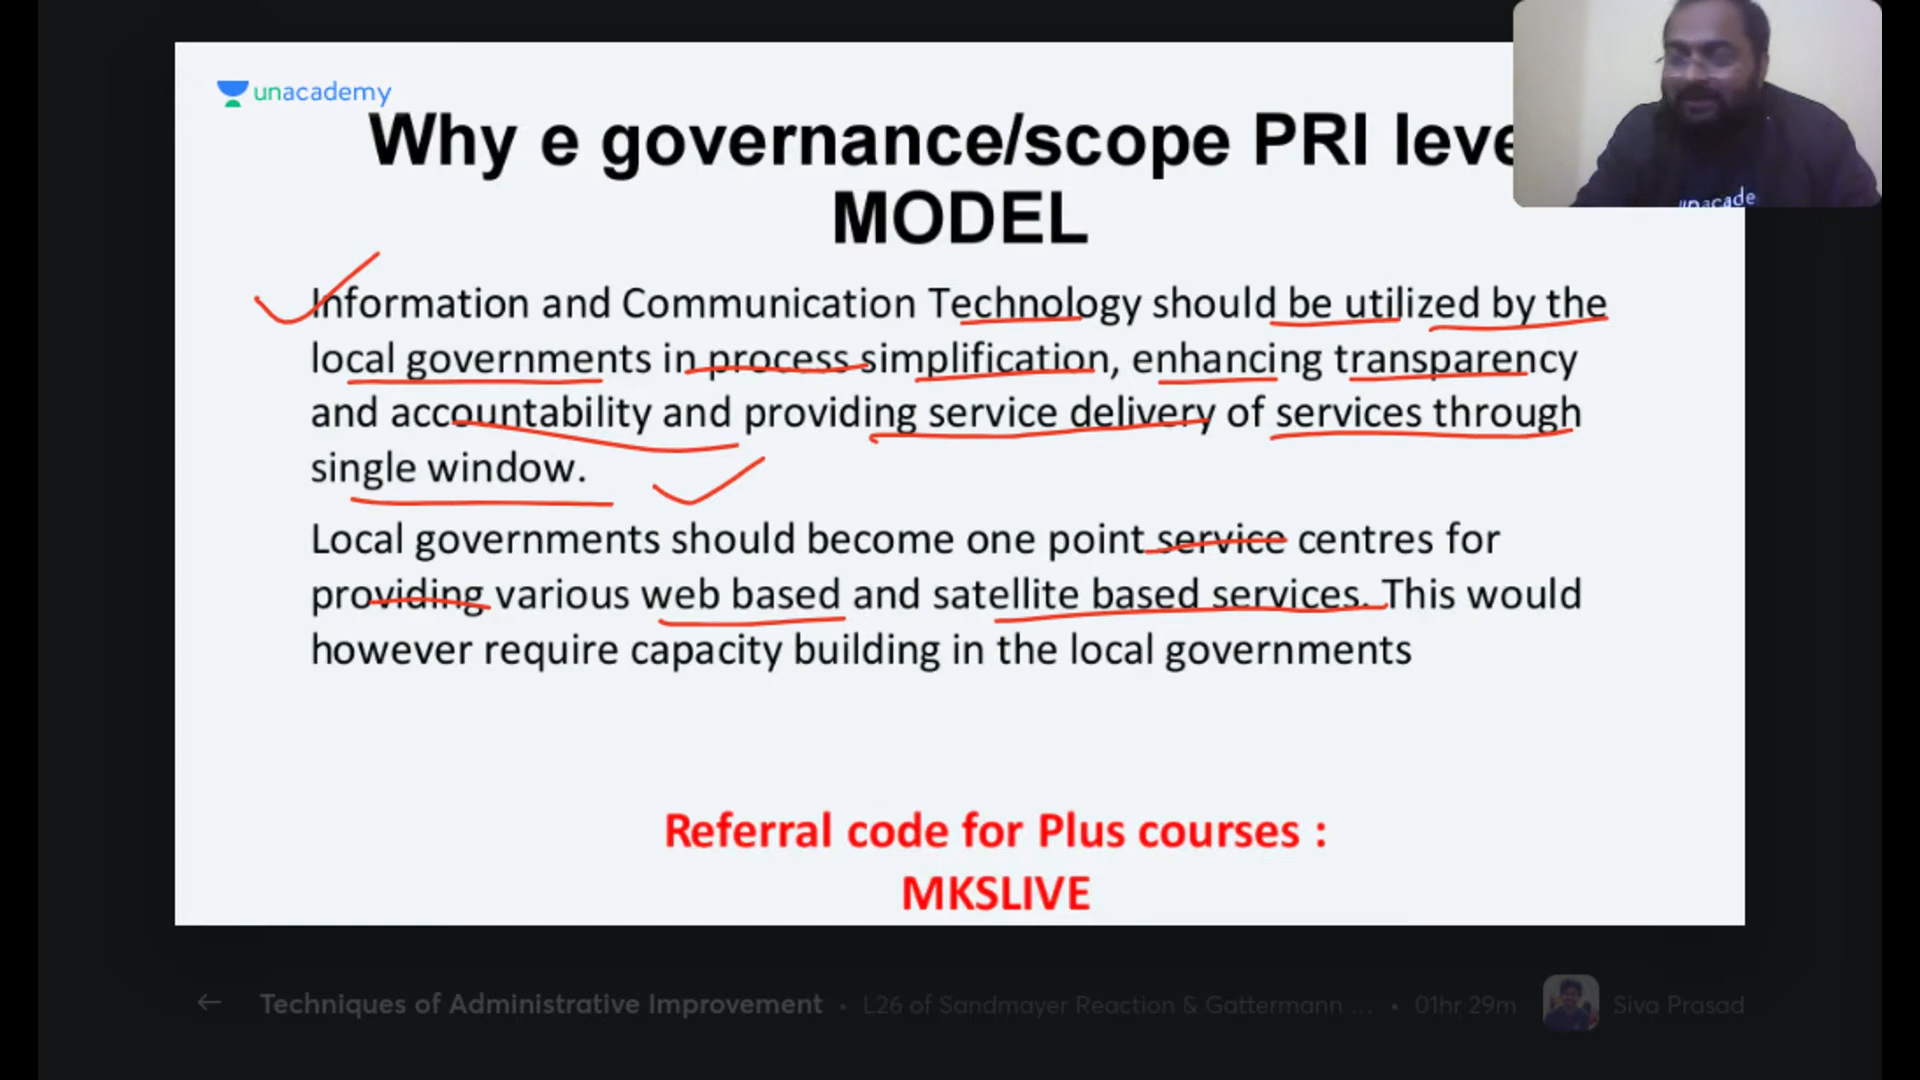 unacademy
Why e governance/scope PRI leve
MODEL
Information and Communication Technology should be utilized by the
local governments in process simplification, enhancing transparency
and accountability and providing service delivery of services through
single window.
Local governments should become one point service centres for
providing various web based and satellite based services. This would
however require capacity building in the local governments
Referral code for Plus courses :
MKSLIVE
unacade
← Techniques of Administrative Improvement • L26 of Sandmayer Reaction & Gattermann ... • 01hr 29m Siva Prasad